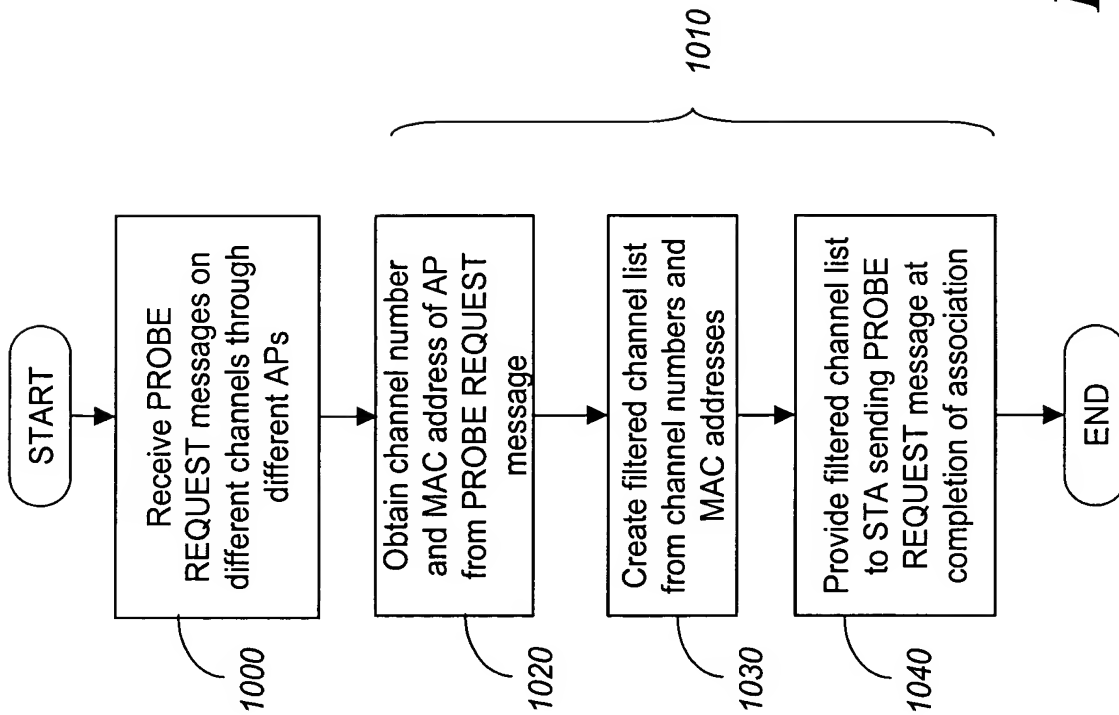 START
Receive PROBE
REQUEST messages on
different channels through
different APs
1000
Obtain channel number
and MAC address of AP
from PROBE REQUEST
message
1020
Create filtered channel list
from channel numbers and
MAC addresses
1030
Provide filtered channel list
to STA sending PROBE
REQUEST message at
completion of association
1040
1010
END